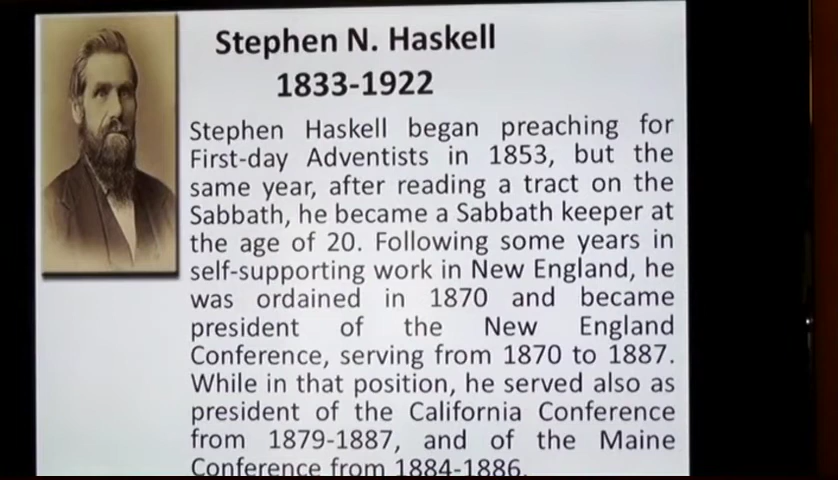 Stephen N. Haskell
1833-1922
Stephen Haskell began preaching for
First-day Adventists in 1853, but the
same year, after reading a tract on the
Sabbath, he became a Sabbath keeper at
the age of 20. Following some years in
self-supporting work in New England, he
was ordained in 1870 and became
president of the New England
Conference, serving from 1870 to 1887.
While in that position, he served also as
president of the California Conference
from 1879-1887, and of the Maine
Conference from 1884-1886.